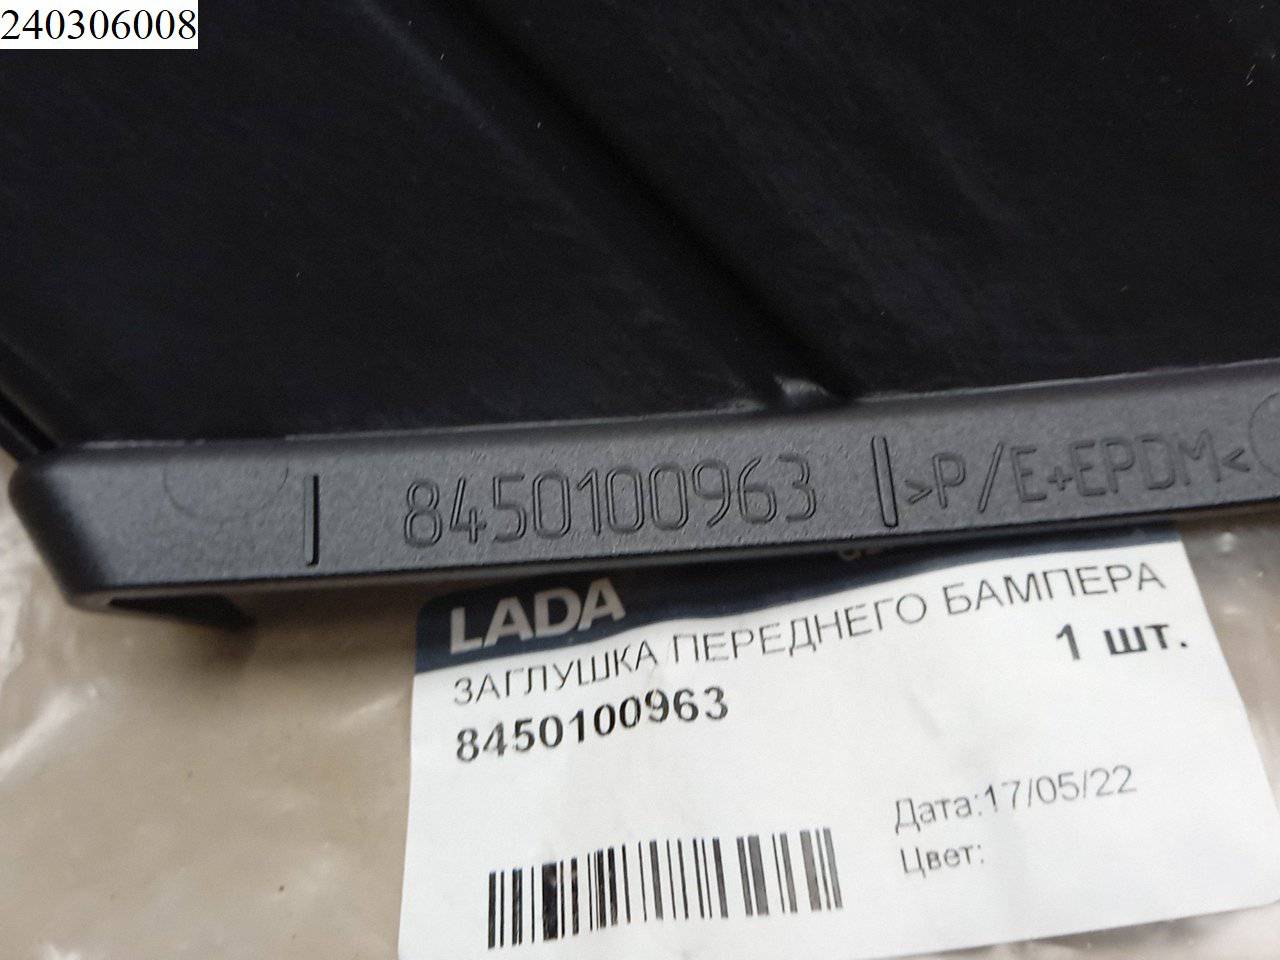 240306008
8450100963 >P/E+EPDM<
LADA
ЗАГЛУШКА ПЕРЕДНЕГО БАМПЕРА
1 шт.
8450100963
Дата:17/05/22
Цвет: